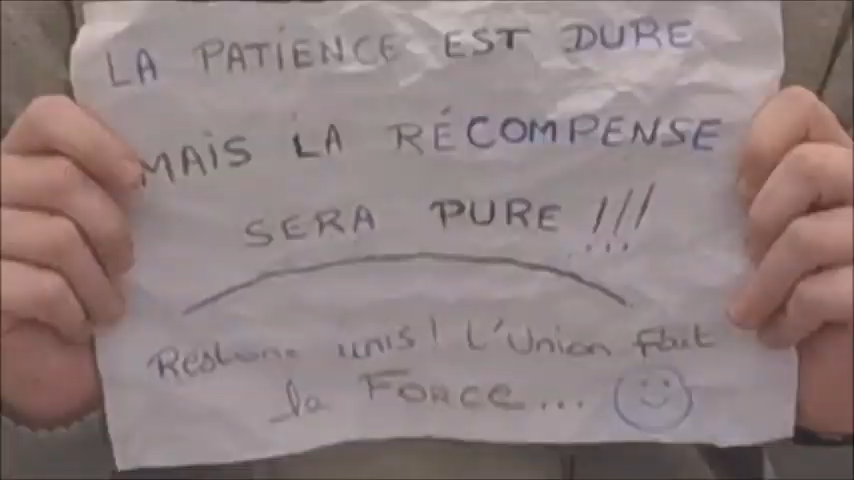 LA PATIENCE EST DURE
MAIS LA RÉCOMPENSE
SERA PURE !!!
Restons unis ! L'Union fait
la FORCE...